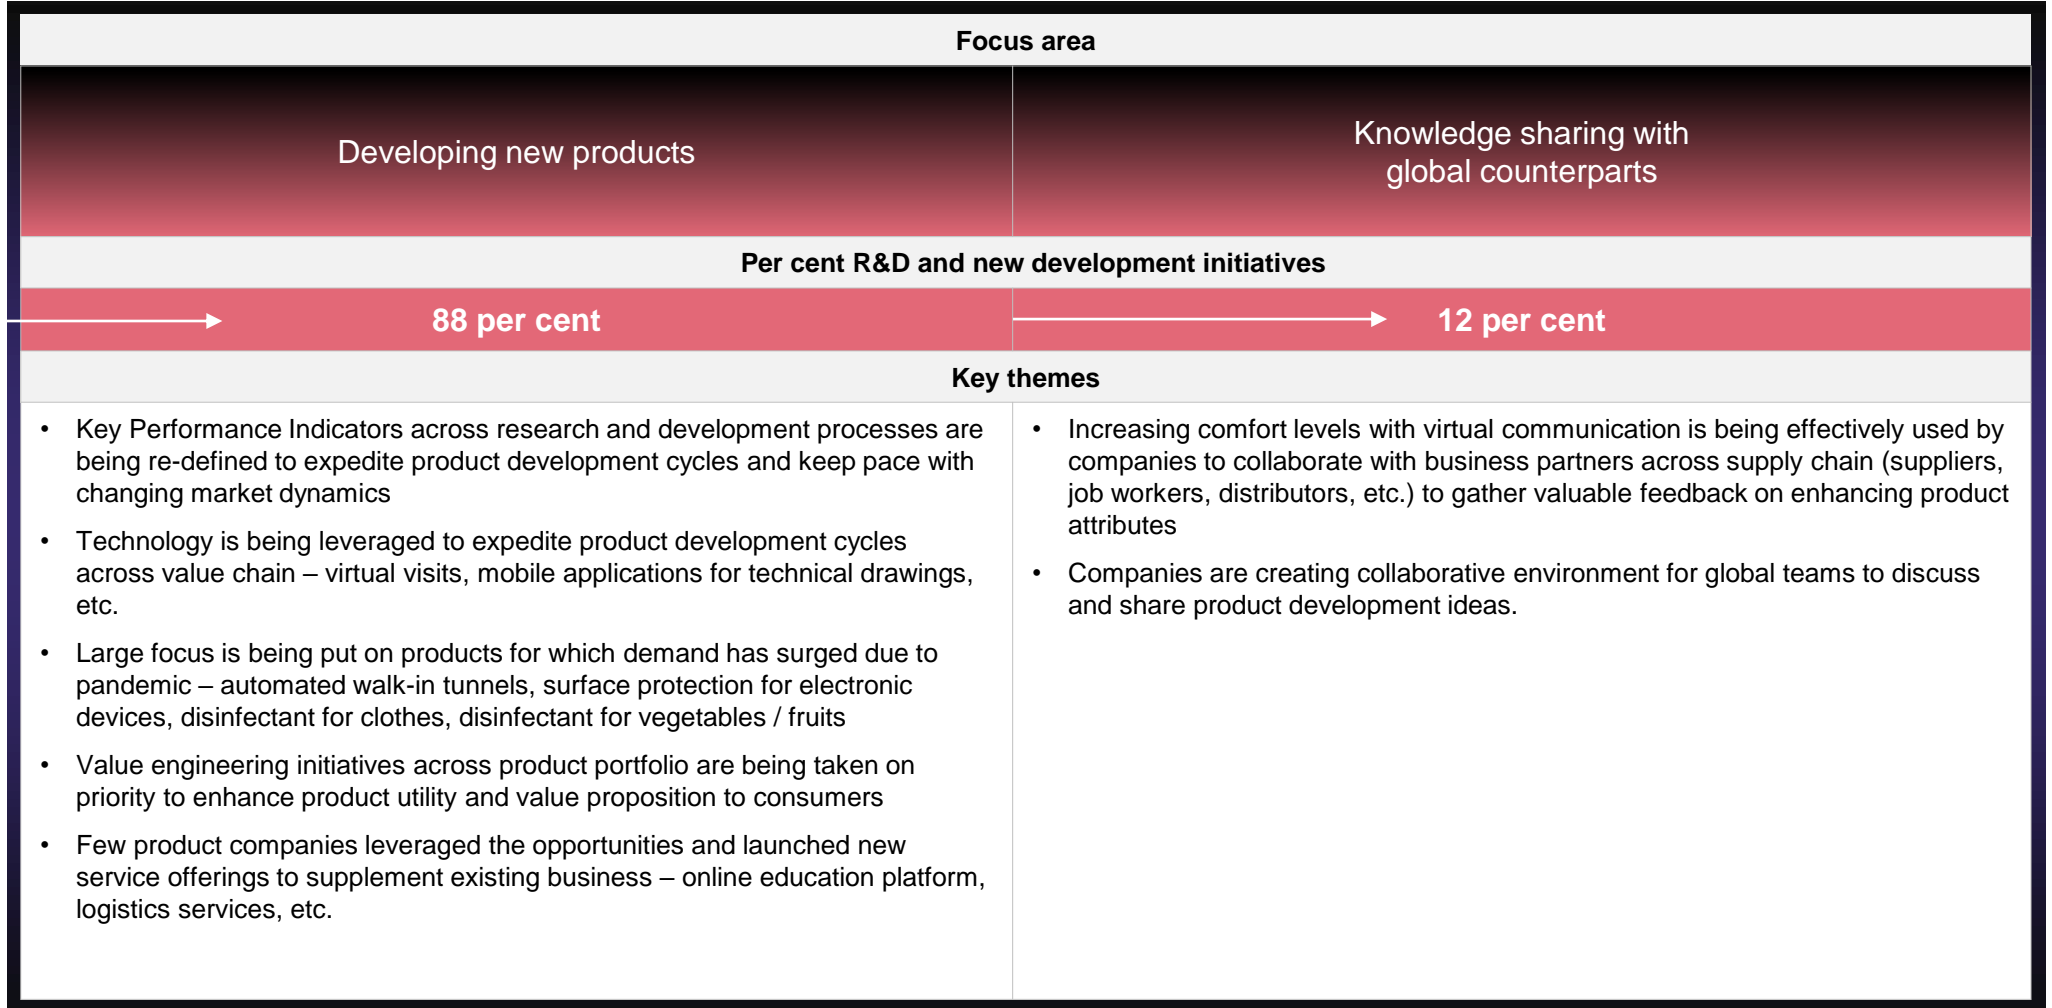 Focus area
Developing new products
Knowledge sharing with
global counterparts
Per cent R&D and new development initiatives
88 per cent
12 per cent
Key themes
• Key Performance Indicators across research and development processes are
being re-defined to expedite product development cycles and keep pace with
changing market dynamics
• Technology is being leveraged to expedite product development cycles
across value chain – virtual visits, mobile applications for technical drawings,
etc.
• Large focus is being put on products for which demand has surged due to
pandemic – automated walk-in tunnels, surface protection for electronic
devices, disinfectant for clothes, disinfectant for vegetables / fruits
• Value engineering initiatives across product portfolio are being taken on
priority to enhance product utility and value proposition to consumers
• Few product companies leveraged the opportunities and launched new
service offerings to supplement existing business – online education platform,
logistics services, etc.
• Increasing comfort levels with virtual communication is being effectively used by
companies to collaborate with business partners across supply chain (suppliers,
job workers, distributors, etc.) to gather valuable feedback on enhancing product
attributes
• Companies are creating collaborative environment for global teams to discuss
and share product development ideas.